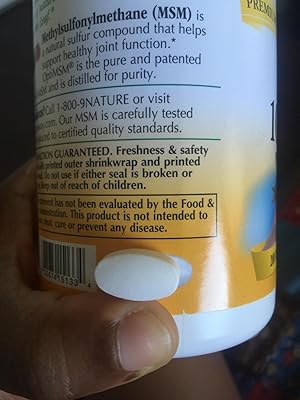 Methylsulfonylmethane (MSM) is
a natural sulfur compound that helps
support healthy joint function.*
OptiMSM® is the pure and patented
MSM and is distilled for purity.
Call 1-800-9NATURE or visit
Our MSM is carefully tested
to certified quality standards.
GUARANTEED. Freshness & safety
with printed outer shrinkwrap and printed
Do not use if either seal is broken or
Keep out of reach of children.
has not been evaluated by the Food &
This product is not intended to
cure or prevent any disease.
PREMI
1